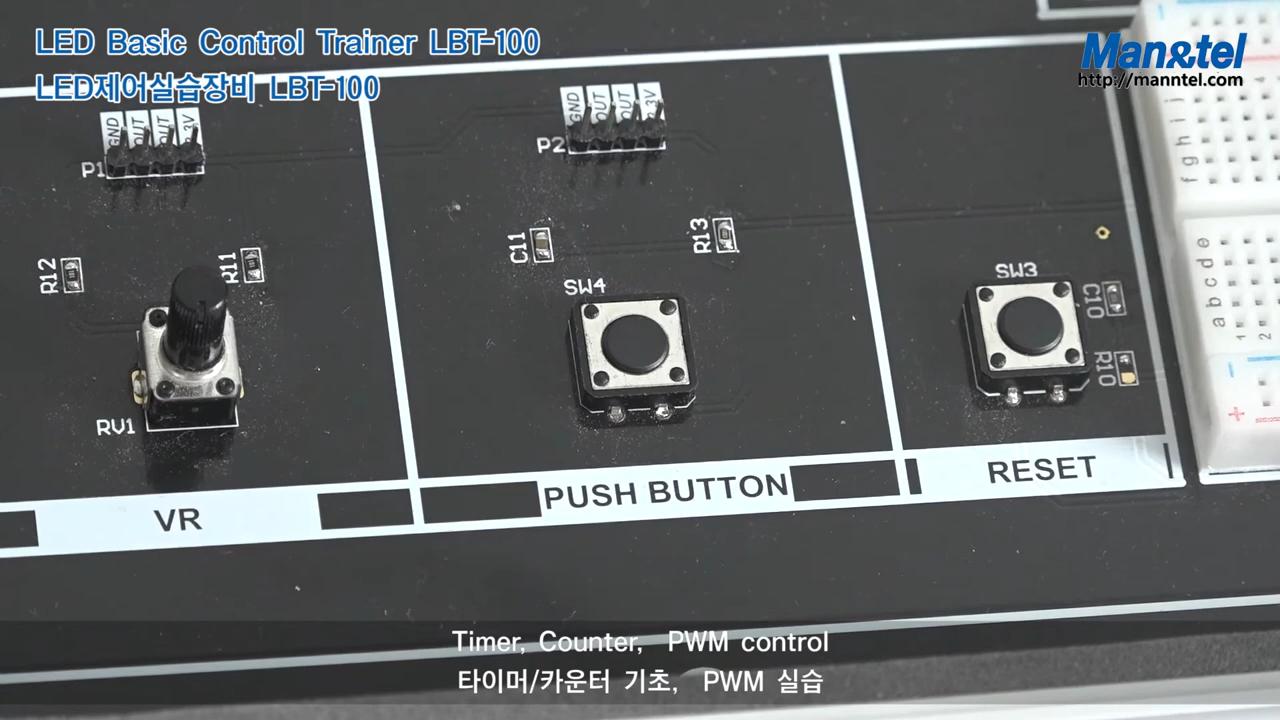 LED Basic Control Trainer LBT-100
LED제어실습장비 LBT-100
Man&tel
http://manntel.com
GND OUT OUT 3.3V
P1
GND OUT OUT 3.3V
P2
R12
R11
RV1
C11
R13
SW4
SW3
C10
R10
f g h i j
a b c d e
1 2
VR
PUSH BUTTON
RESET
Timer, Counter, PWM control
타이머/카운터 기초, PWM 실습